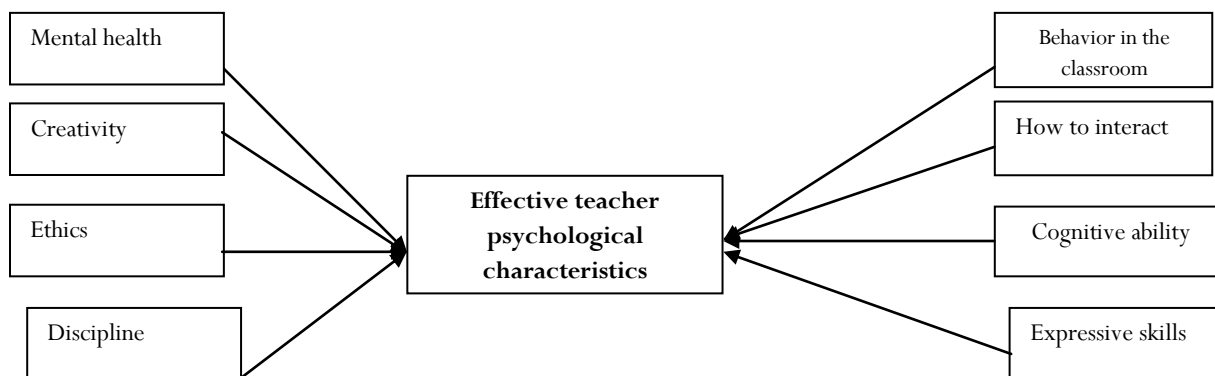 Mental health
Creativity
Ethics
Discipline
Effective teacher
psychological
characteristics
Behavior in the
classroom
How to interact
Cognitive ability
Expressive skills